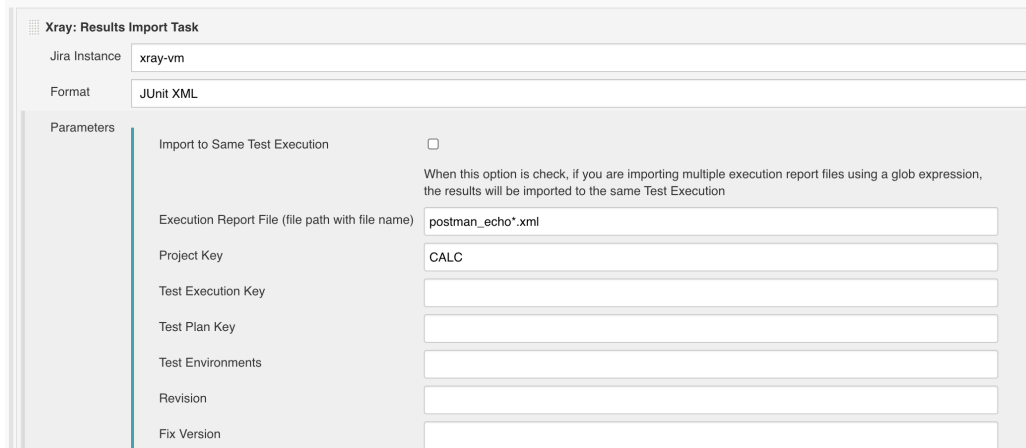 Xray: Results Import Task
Jira Instance
xray-vm
Format
JUnit XML
Parameters
Import to Same Test Execution
When this option is check, if you are importing multiple execution report files using a glob expression,
the results will be imported to the same Test Execution
Execution Report File (file path with file name)
postman_echo*.xml
Project Key
CALC
Test Execution Key
Test Plan Key
Test Environments
Revision
Fix Version